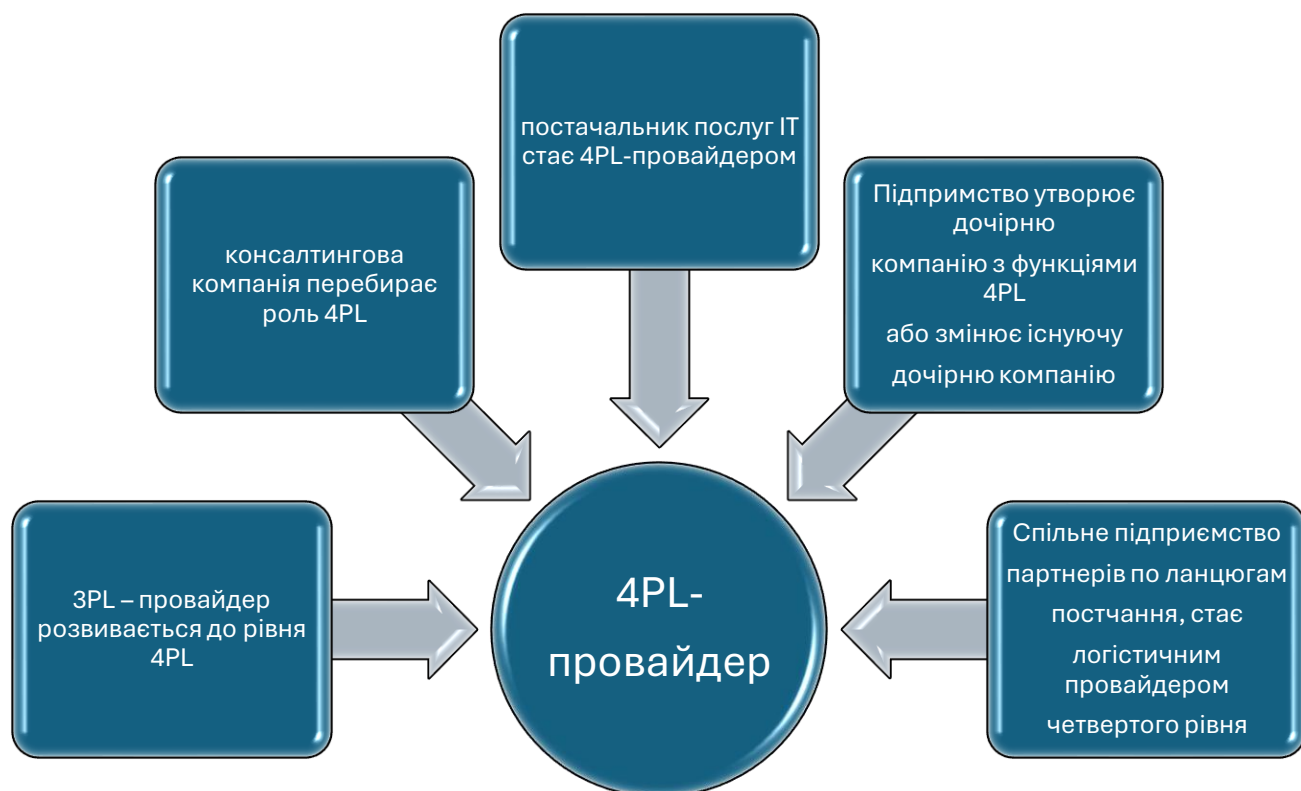 постачальник послуг ІТ
стає 4PL-провайдером
консалтингова
компанія перебирає
роль 4PL
Підпримство утворює
дочірню
компанію з функціями
4PL
або змінює існуючу
дочірню компанію
3PL – провайдер
розвивається до рівня
4PL
4PL-
провайдер
Спільне підприємство
партнерів по ланцюгам
постчання, стає
логістичним
провайдером
четвертого рівня